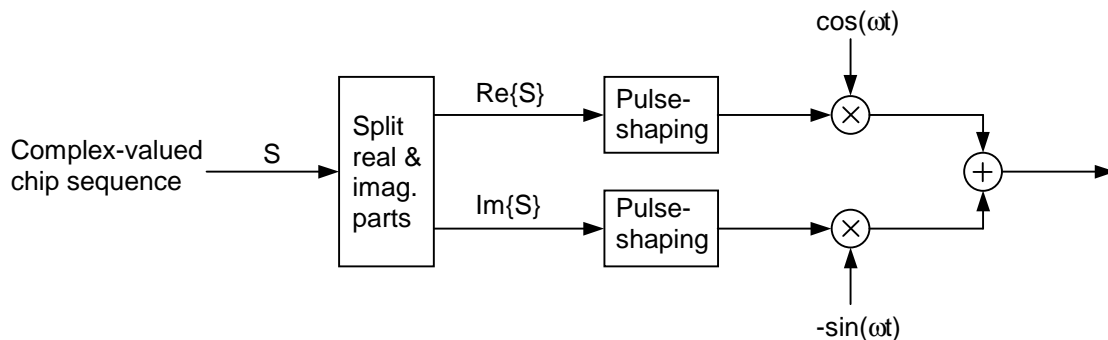 cos(ωt)
Complex-valued
chip sequence
S
Split
real &
imag.
parts
Re{S}
Pulse-
shaping
Im{S}
Pulse-
shaping
-sin(ωt)